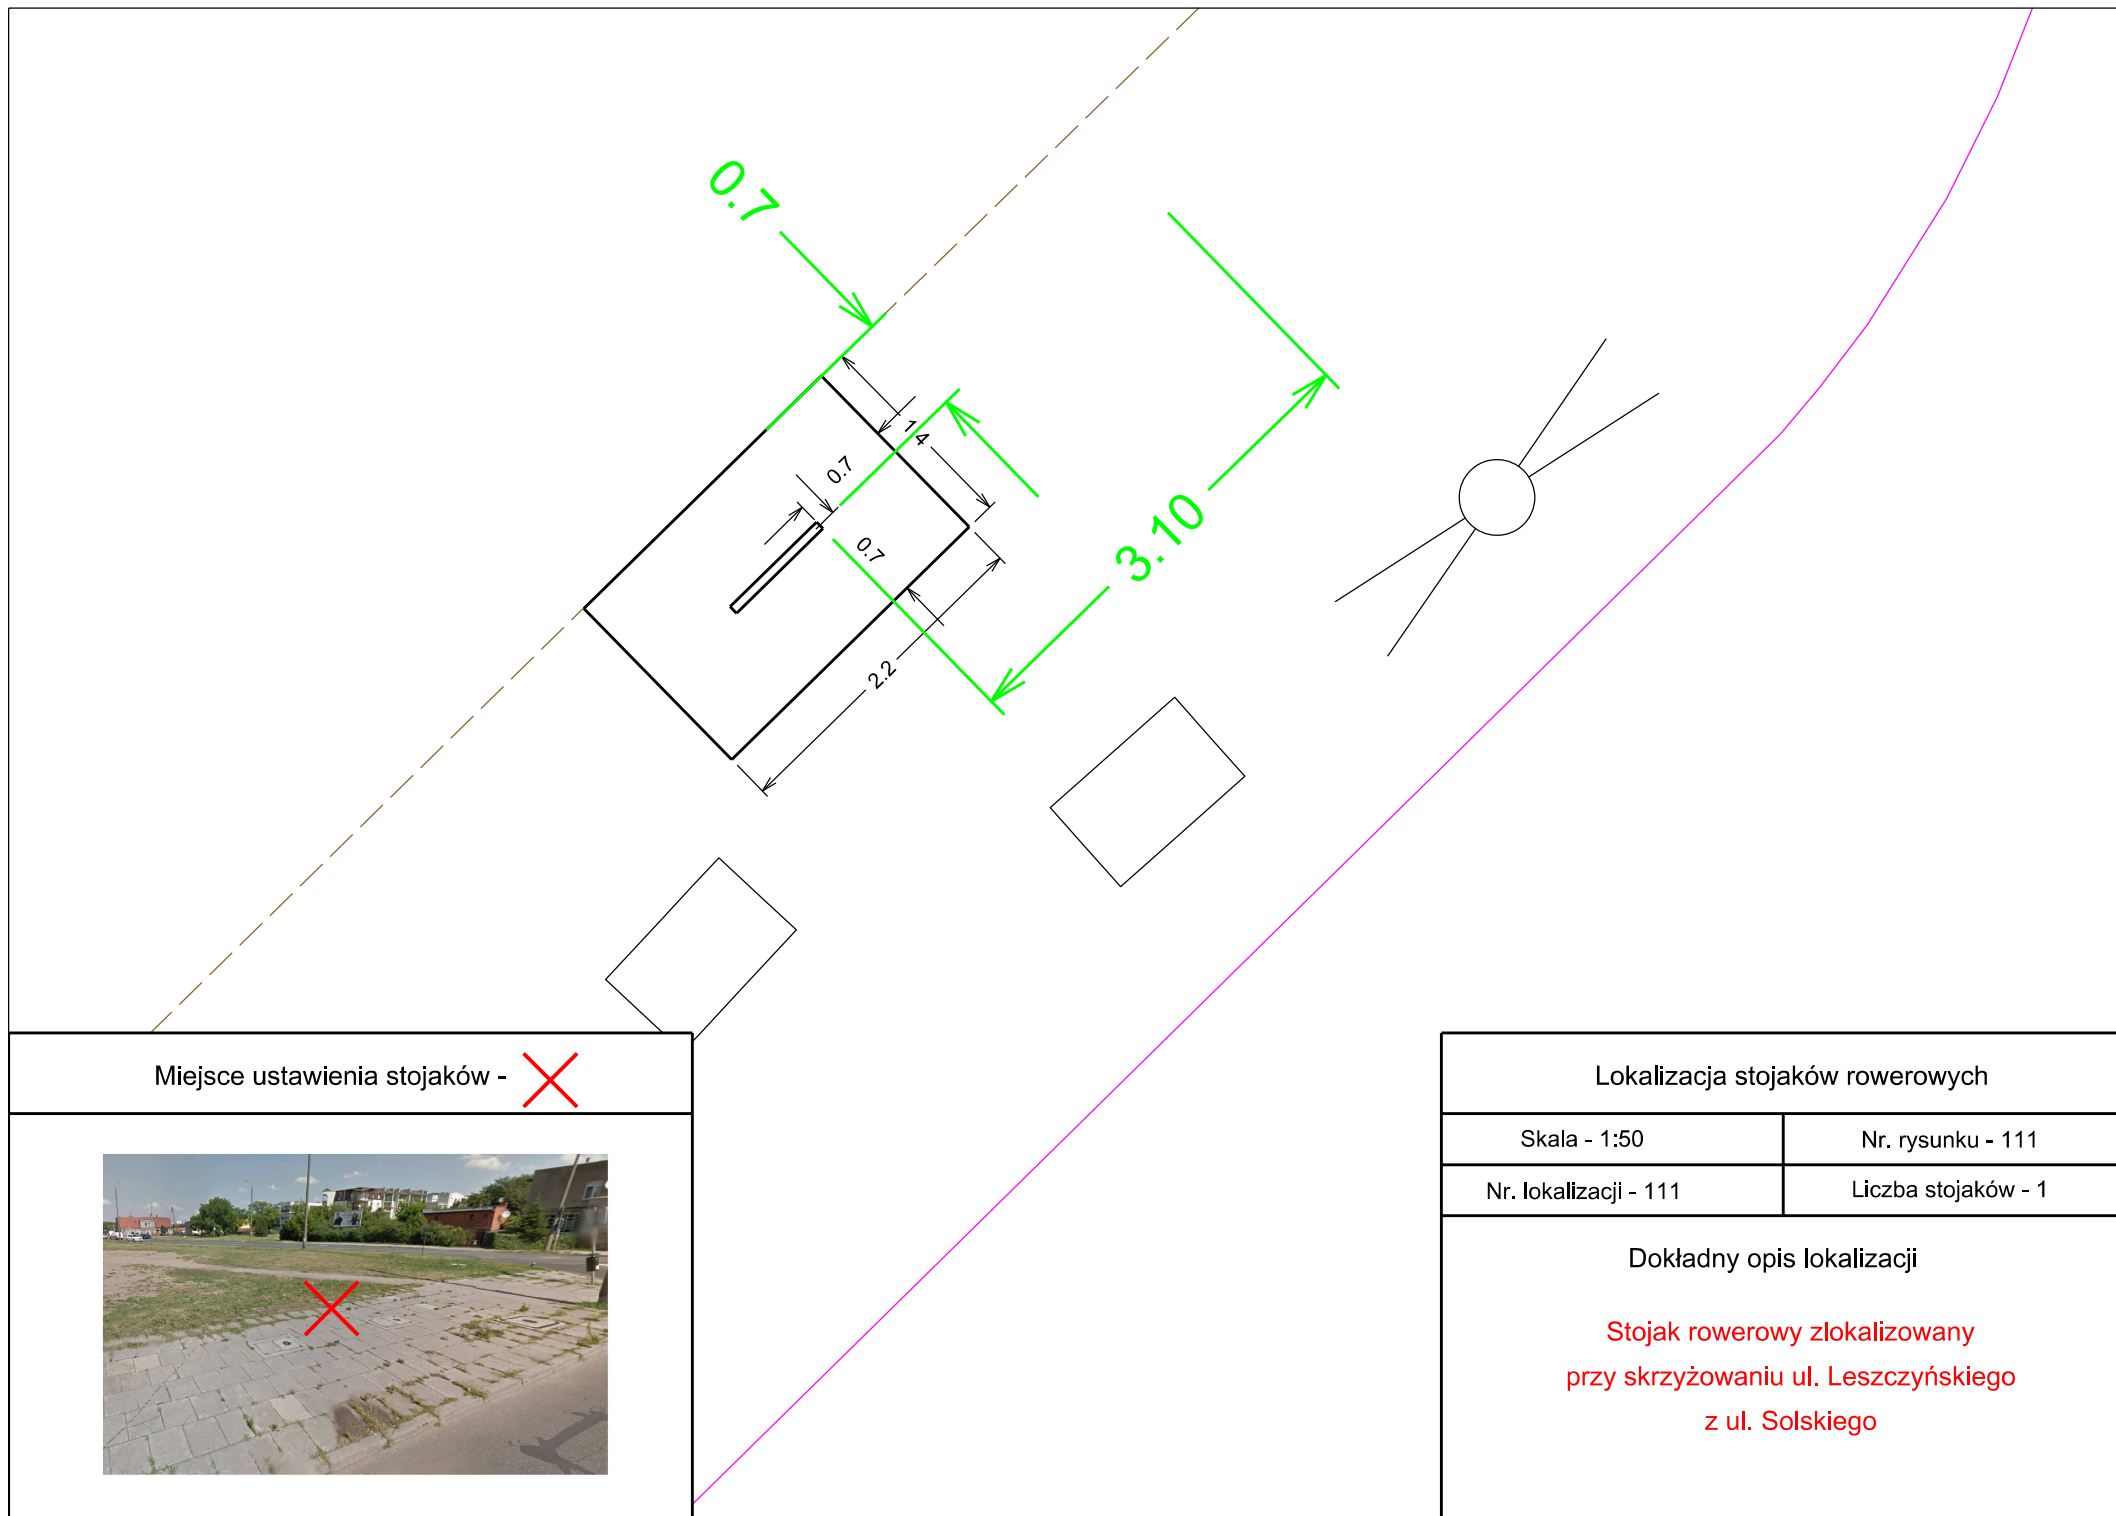 0.7
1.4
0.7
0.7
3.10
2.2
Miejsce ustawienia stojaków -
Lokalizacja stojaków rowerowych
Skala - 1:50
Nr. rysunku - 111
Nr. lokalizacji - 111
Liczba stojaków - 1
Dokładny opis lokalizacji
Stojak rowerowy zlokalizowany
przy skrzyżowaniu ul. Leszczyńskiego
z ul. Solskiego